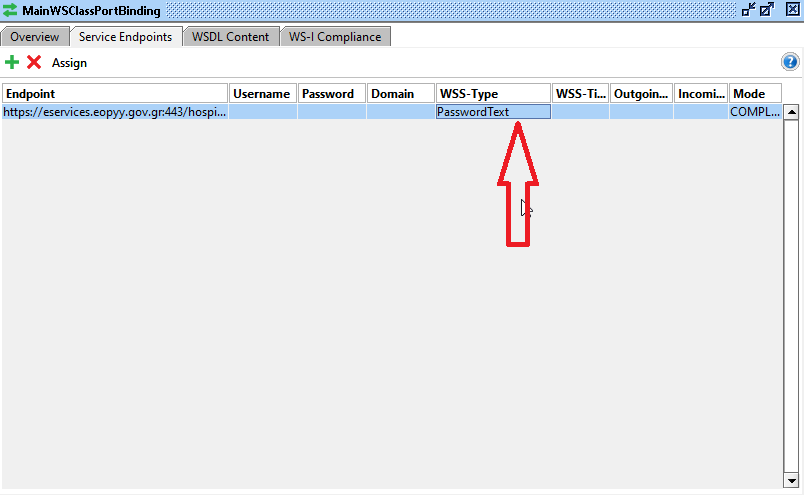 MainWSClassPortBinding
Overview Service Endpoints WSDL Content WS-I Compliance
Assign
Endpoint Username Password Domain WSS-Type WSS-Ti... Outgoin... Incomi... Mode
https://eservices.eopyy.gov.gr:443/hospi... PasswordText COMPL...